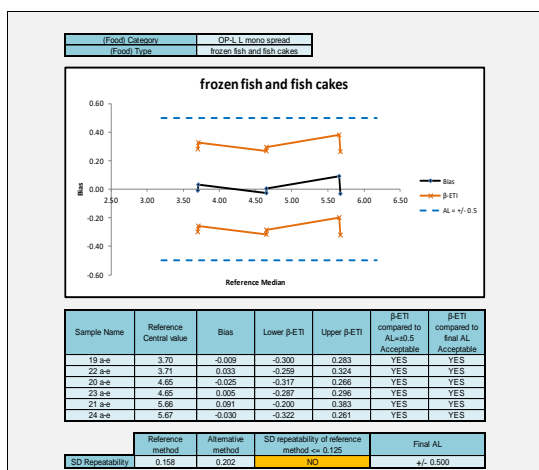 (Food) Category OP-L L mono spread
(Food) Type frozen fish and fish cakes
frozen fish and fish cakes
0.60
0.40
0.20
0.00
-0.20
-0.40
-0.60
2.50 3.00 3.50 4.00 4.50 5.00 5.50 6.00 6.50
Bias
Reference Median
Bias
β-ETI
AL = +/- 0.5
Sample Name Reference Central value Bias Lower β-ETI Upper β-ETI β-ETI compared to AL=±0.5 Acceptable β-ETI compared to final AL Acceptable
19 a-e 3.70 -0.009 -0.300 0.283 YES YES
22 a-e 3.71 0.033 -0.259 0.324 YES YES
20 a-e 4.65 -0.025 -0.317 0.266 YES YES
23 a-e 4.65 0.005 -0.287 0.296 YES YES
21 a-e 5.66 0.091 -0.200 0.383 YES YES
24 a-e 5.67 -0.030 -0.322 0.261 YES YES
Reference method Alternative method SD repeatability of reference method <= 0.125 Final AL
SD Repeatability 0.158 0.202 NO +/- 0.500